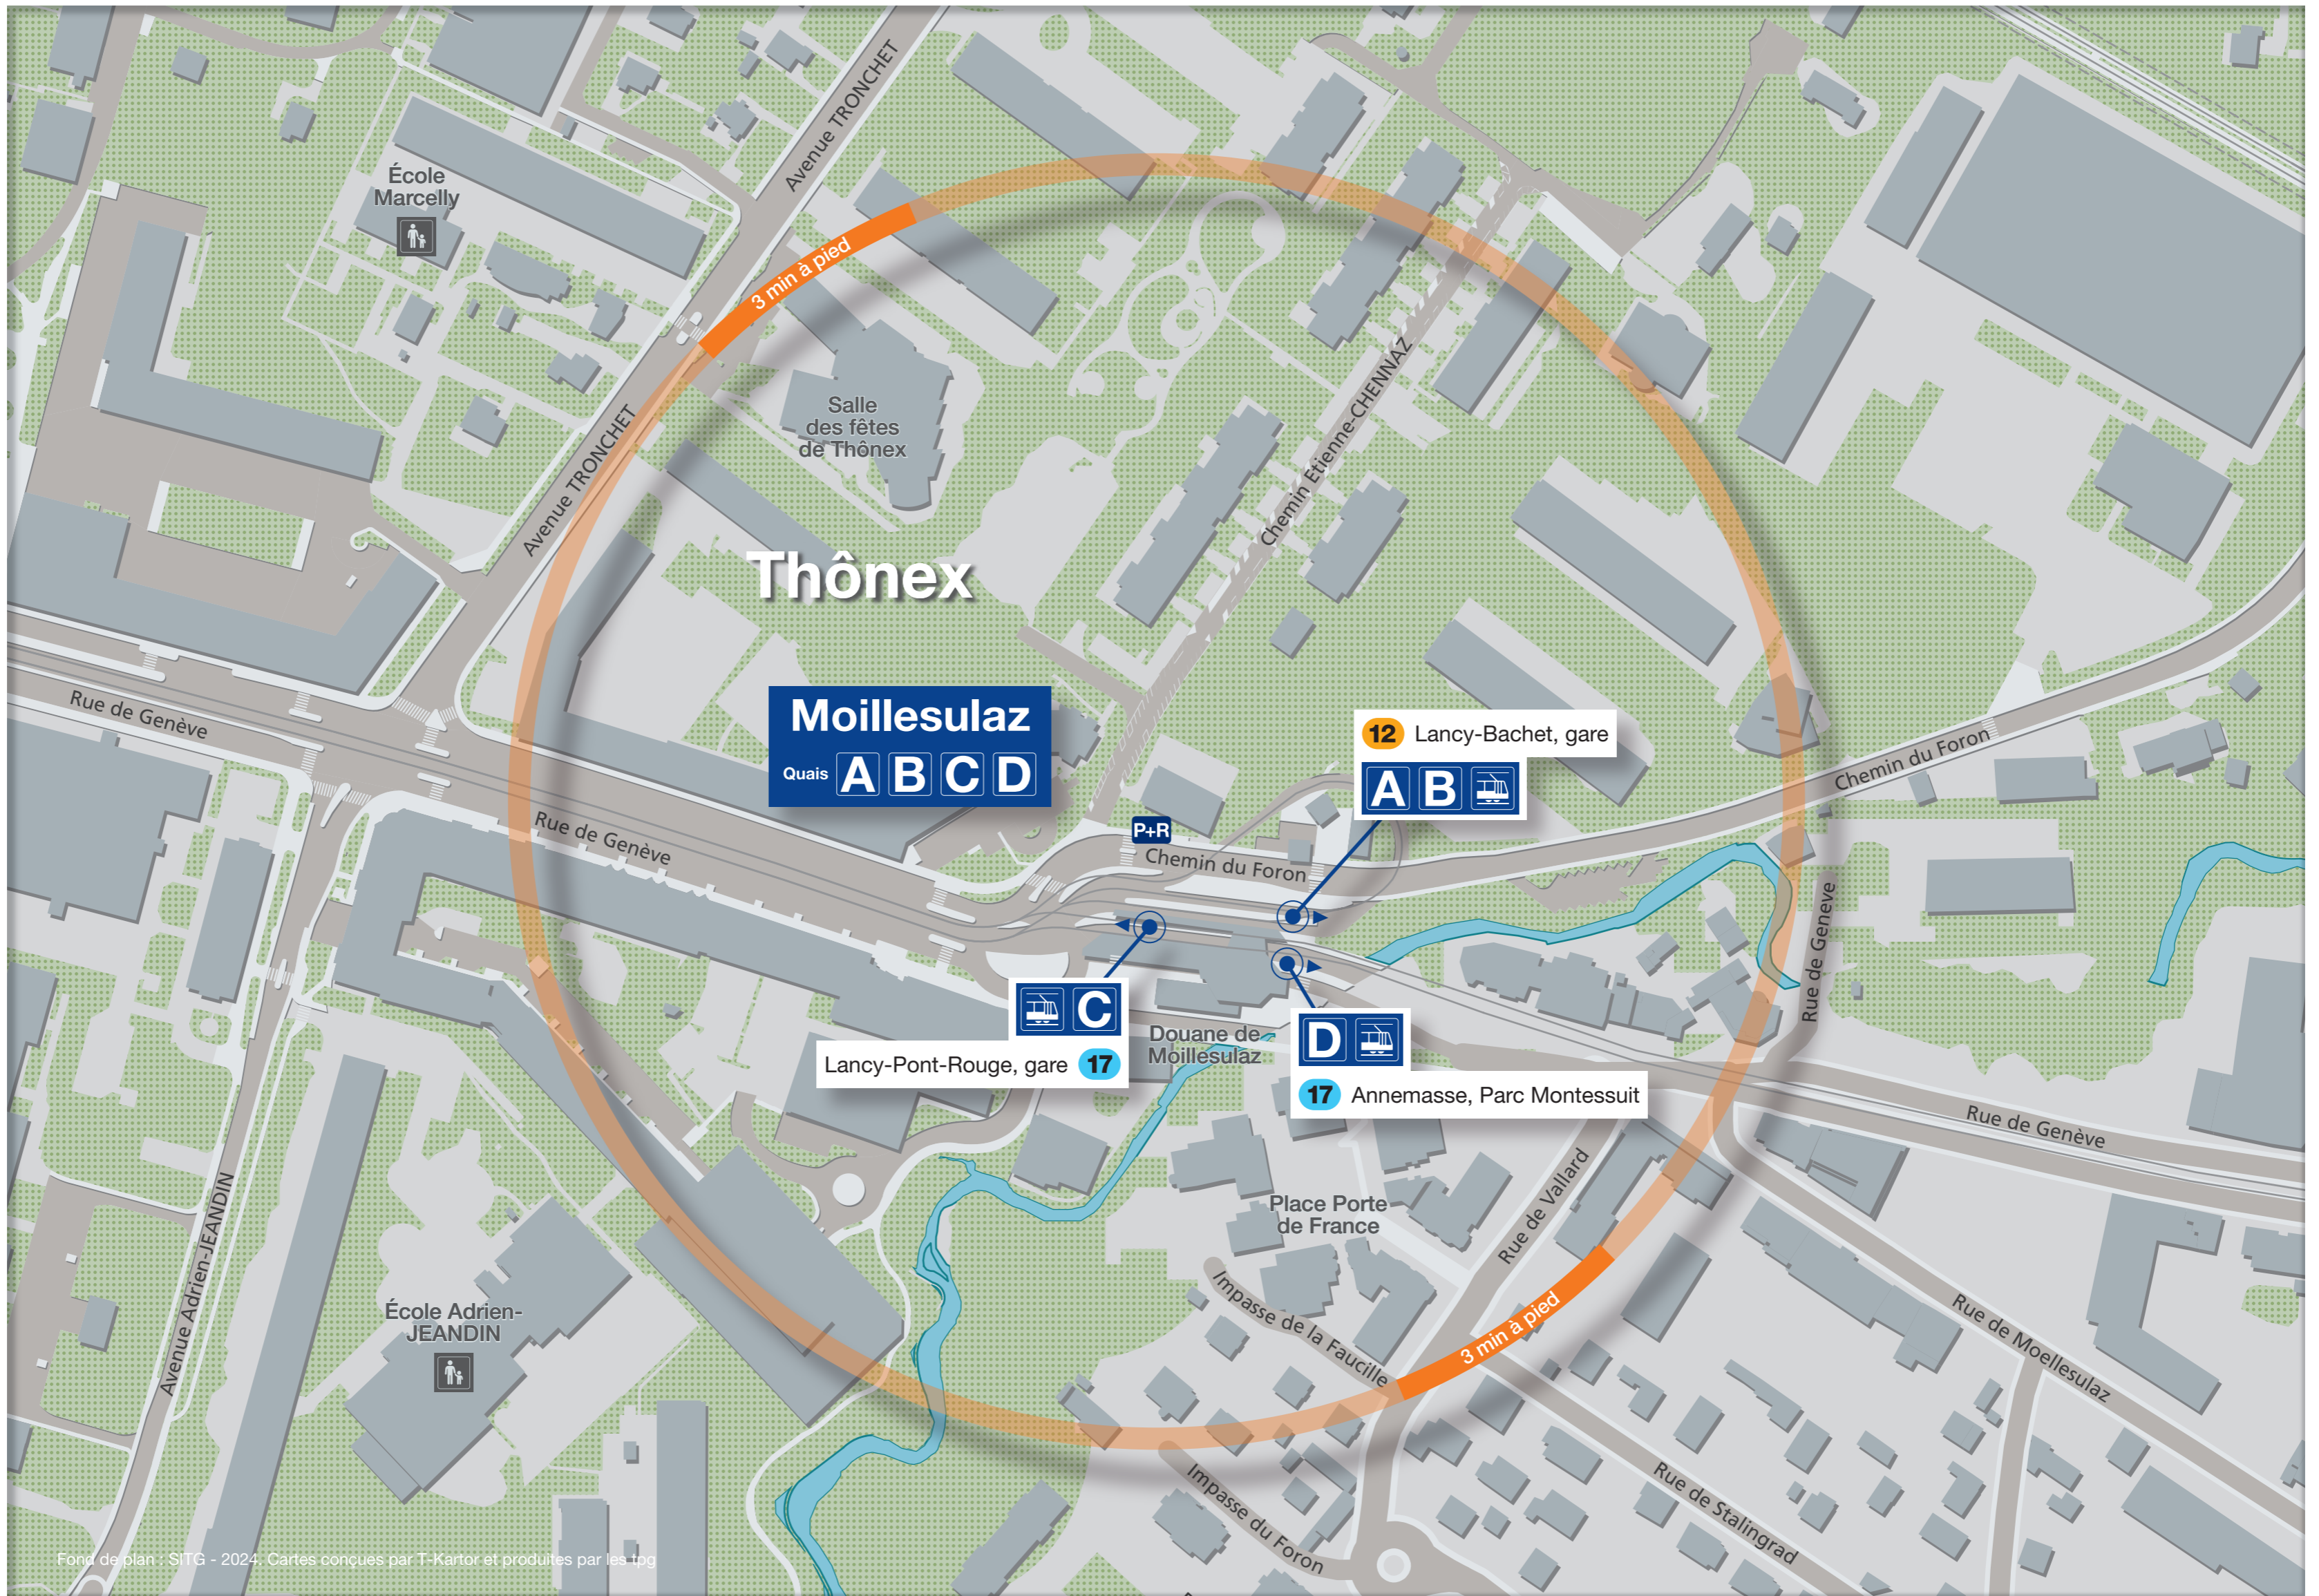 Avenue TRONCHET
École
Marcelly
3 min à pied
Salle
des fêtes
de Thônex
Avenue TRONCHET
Chemin Etienne-CHENNAZ
Thônex
Rue de Genève
Moillesulaz
Quais A B C D
12 Lancy-Bachet, gare
A B
Chemin du Foron
Rue de Genève
P+R
Chemin du Foron
Rue de Genève
C
Lancy-Pont-Rouge, gare 17
Douane de
Moillesulaz
D
17 Annemasse, Parc Montessuit
Rue de Genève
Rue de Vallard
Place Porte
de France
Avenue Adrien-JEANDIN
École Adrien-
JEANDIN
Impasse de la Faucille
3 min à pied
Rue de Moellesulaz
Impasse du Foron
Rue de Stalingrad
Fond de plan : SITG - 2024. Cartes conçues par T-Kartor et produites par les tpg